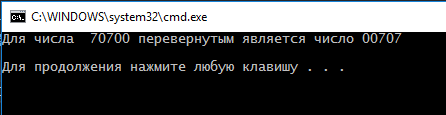 C:\WINDOWS\system32\cmd.exe
Для числа  70700 перевернутым является число 00707
Для продолжения нажмите любую клавишу . . .